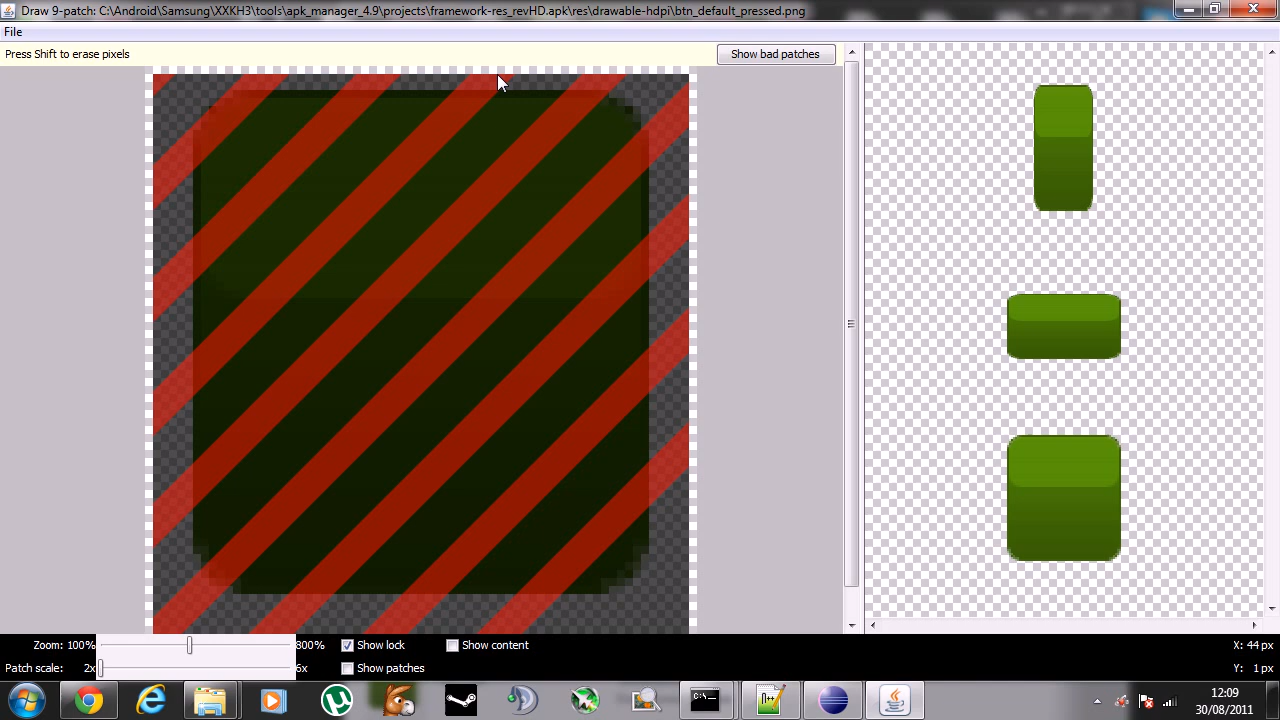 Draw 9-patch: C:\Android\Samsung\XXKH3\tools\apk_manager_4.9\projects\framework-res_revHD.apk\res\drawable-hdpi\btn_default_pressed.png
File
Press Shift to erase pixels
Show bad patches
Zoom: 100%
800%
Show lock
Show content
X: 44 px
Patch scale: 2x
6x
Show patches
Y: 1 px
12:09
30/08/2011